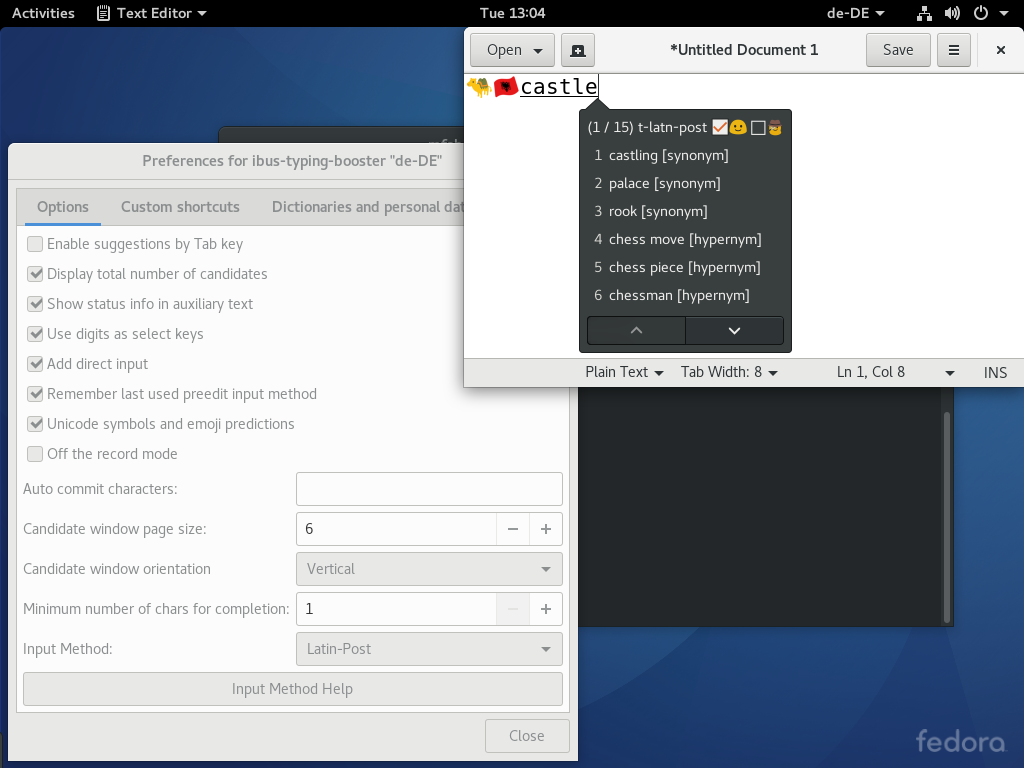 Activities Text Editor Tue 13:04 de-DE
Open *Untitled Document 1 Save
🐫🇦🇱castle
(1 / 15) t-latn-post ☑🙂☐🕵
1 castling [synonym]
2 palace [synonym]
3 rook [synonym]
4 chess move [hypernym]
5 chess piece [hypernym]
6 chessman [hypernym]
Plain Text Tab Width: 8 Ln 1, Col 8 INS
Preferences for ibus-typing-booster "de-DE"
Options Custom shortcuts Dictionaries and personal dat
Enable suggestions by Tab key
Display total number of candidates
Show status info in auxiliary text
Use digits as select keys
Add direct input
Remember last used preedit input method
Unicode symbols and emoji predictions
Off the record mode
Auto commit characters:
Candidate window page size: 6
Candidate window orientation Vertical
Minimum number of chars for completion: 1
Input Method: Latin-Post
Input Method Help
Close
fedora